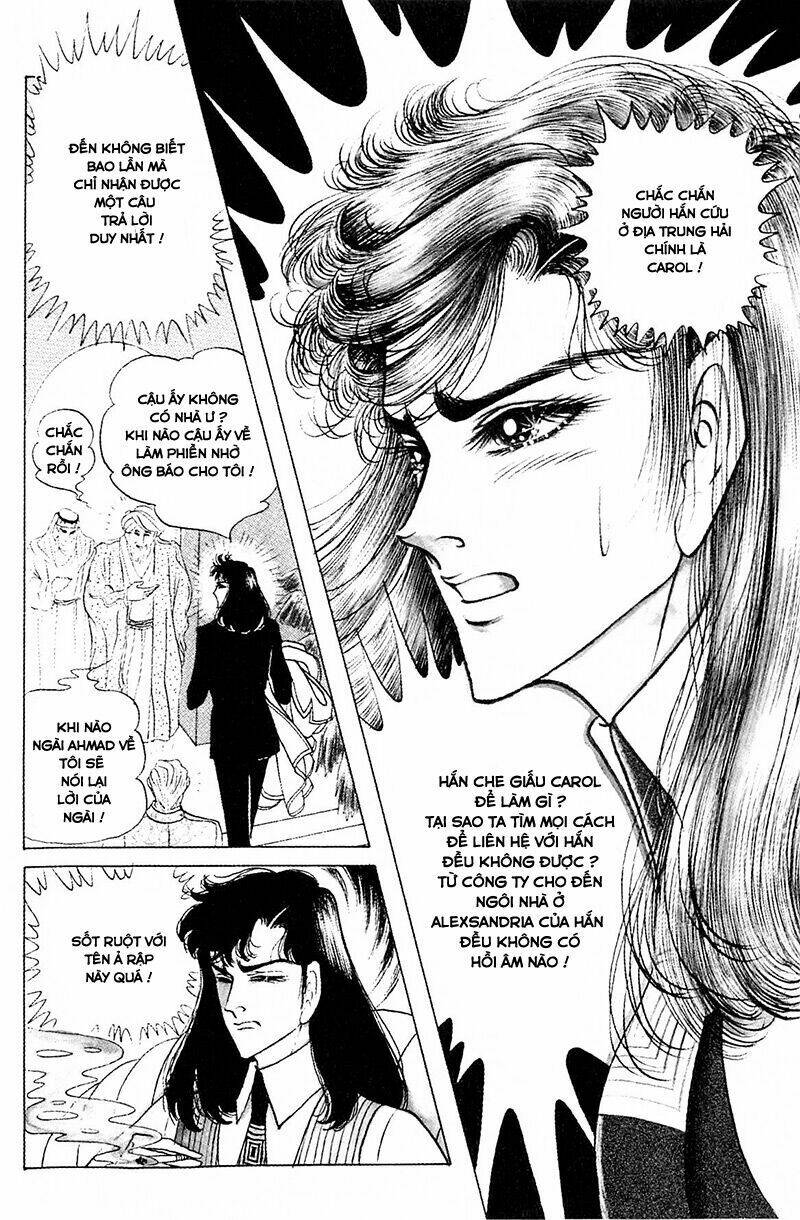 CHẮC CHẮN
NGƯỜI HẮN CỨU
Ở ĐỊA TRUNG HẢI
CHÍNH LÀ
CAROL !
HẮN CHE GIẤU CAROL
ĐỂ LÀM GÌ ?
TẠI SAO TA TÌM MỌI CÁCH
ĐỂ LIÊN HỆ VỚI HẮN
ĐỀU KHÔNG ĐƯỢC ?
TỪ CÔNG TY CHO ĐẾN
NGÔI NHÀ Ở
ALEXSANDRIA CỦA HẮN
ĐỀU KHÔNG CÓ
HỒI ÂM NÀO !
ĐẾN KHÔNG BIẾT
BAO LẦN MÀ
CHỈ NHẬN ĐƯỢC
MỘT CÂU
TRẢ LỜI
DUY NHẤT !
CẬU ẤY KHÔNG
CÓ NHÀ Ư ?
KHI NÀO CẬU ẤY VỀ
LÀM PHIỀN NHỜ
ÔNG BÁO CHO TÔI !
CHẮC
CHẮN
RỒI !
KHI NÀO
NGÀI AHMAD VỀ
TÔI SẼ
NÓI LẠI
LỜI CỦA
NGÀI !
SỐT RUỘT VỚI
TÊN Ả RẬP
NÀY QUÁ !